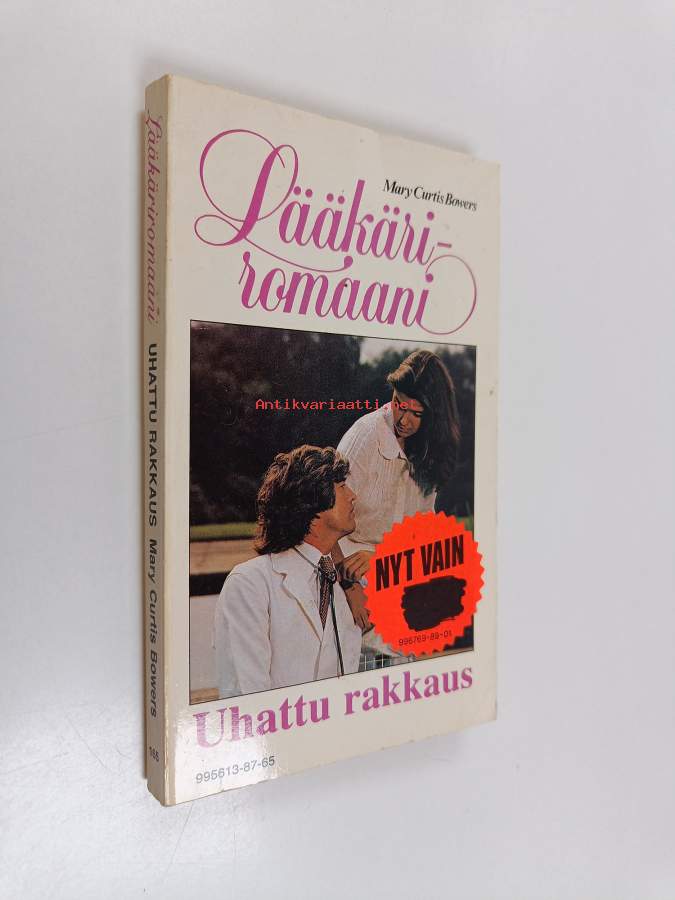 Mary Curtis Bowers
Lääkäri-
romaani
Antikvariaatti.net
NYT VAIN
996769-89-01
Uhattu rakkaus
995613-87-65
Lääkäriromaani UHATTU RAKKAUS Mary Curtis Bowers